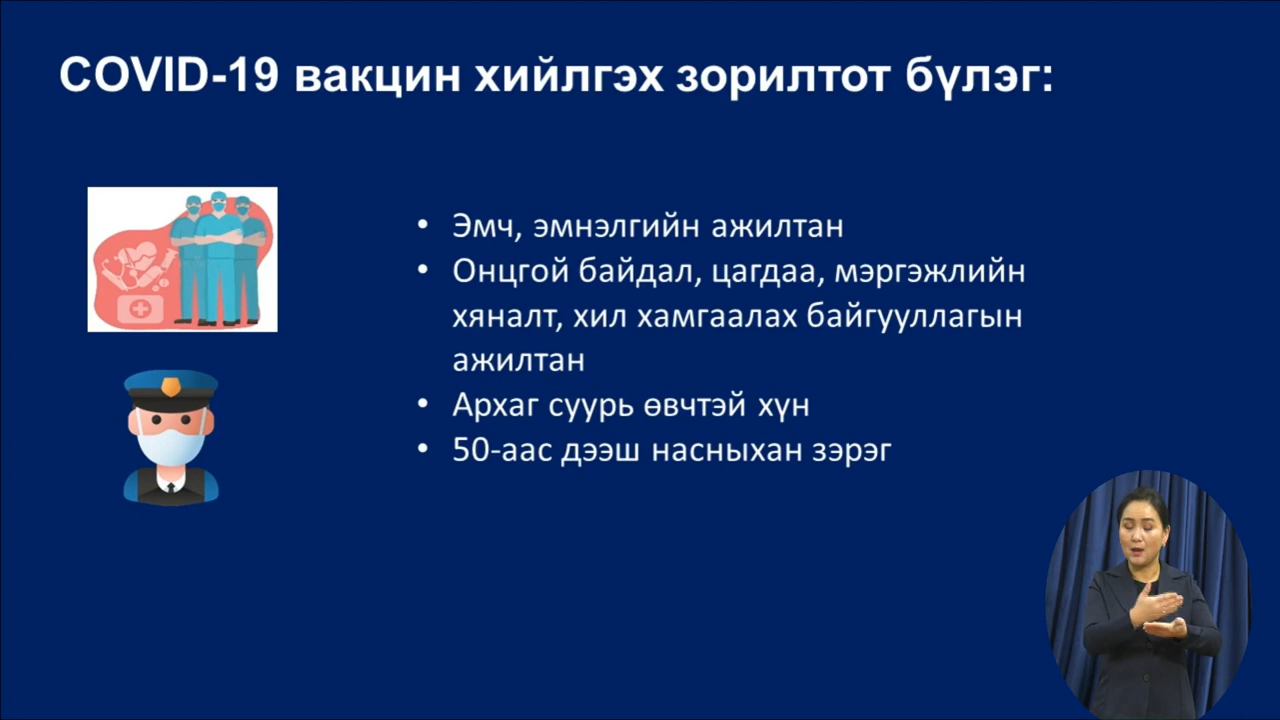 COVID-19 вакцин хийлгэх зорилтот бүлэг:
• Эмч, эмнэлгийн ажилтан
• Онцгой байдал, цагдаа, мэргэжлийн
хяналт, хил хамгаалах байгууллагын
ажилтан
• Архаг суурь өвчтэй хүн
• 50-аас дээш насныхан зэрэг